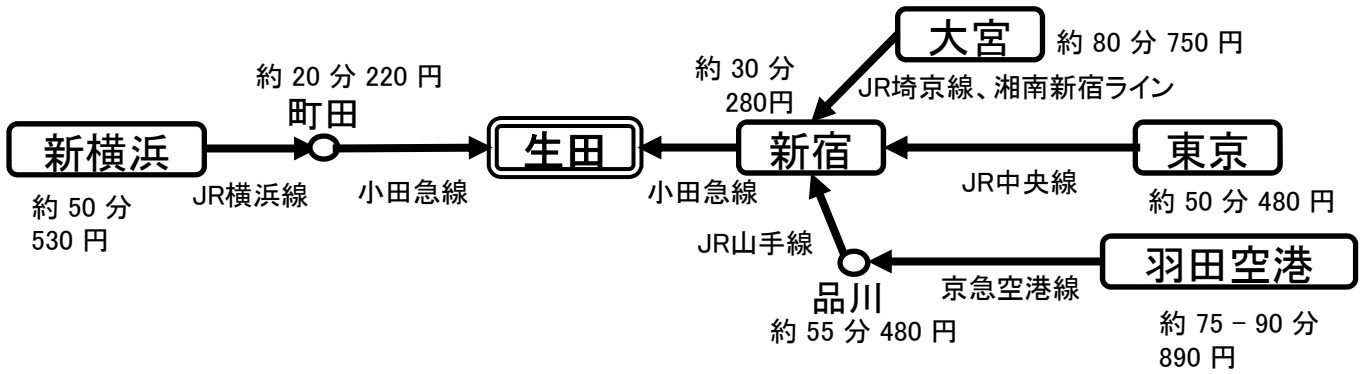 大宮
約 80 分 750 円
JR埼京線、湘南新宿ライン
約 20 分 220 円
町田
約 30 分
280円
新横浜
生田
新宿
東京
JR横浜線
小田急線
小田急線
JR中央線
約 50 分
530 円
約 50 分 480 円
JR山手線
羽田空港
京急空港線
品川
約 55 分 480 円
約 75 – 90 分
890 円